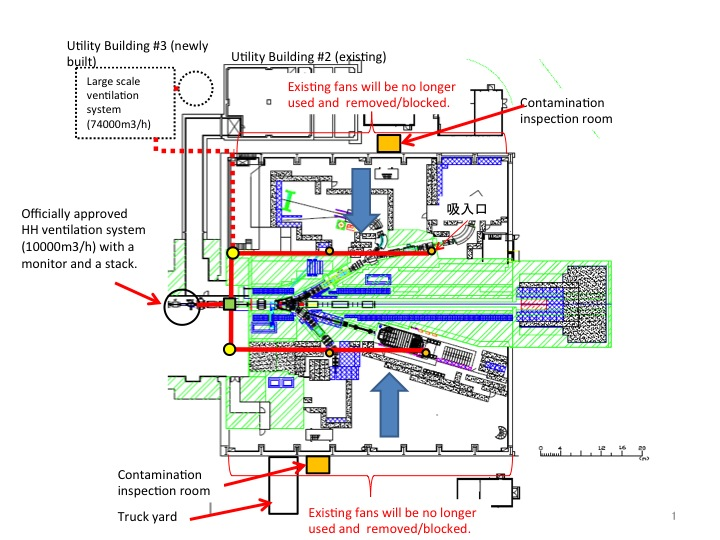 Utility Building #3 (newly
built)
Utility Building #2 (existing)
Large scale
ventilation
system
(74000m3/h)
Existing fans will be no longer
used and removed/blocked.
Contamination
inspection room
吸入口
Officially approved
HH ventilation system
(10000m3/h) with a
monitor and a stack.
0 4 8 12 16 20
(m)
Contamination
inspection room
Truck yard
Existing fans will be no longer
used and removed/blocked.
1